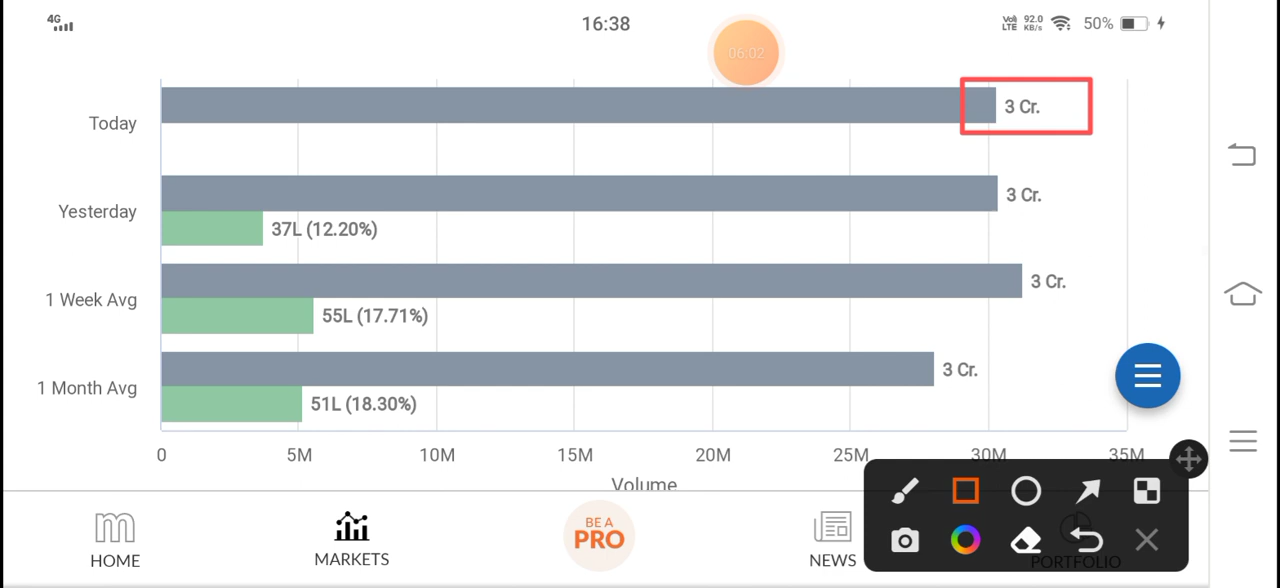 4G 16:38 Vo)) LTE 92.0 KB/s 50%
06:02
Today 3 Cr.
Yesterday 3 Cr.
37L (12.20%)
1 Week Avg 3 Cr.
55L (17.71%)
1 Month Avg 3 Cr.
51L (18.30%)
0 5M 10M 15M 20M 25M 30M 35M
Volume
HOME MARKETS BE A PRO NEWS PORTFOLIO